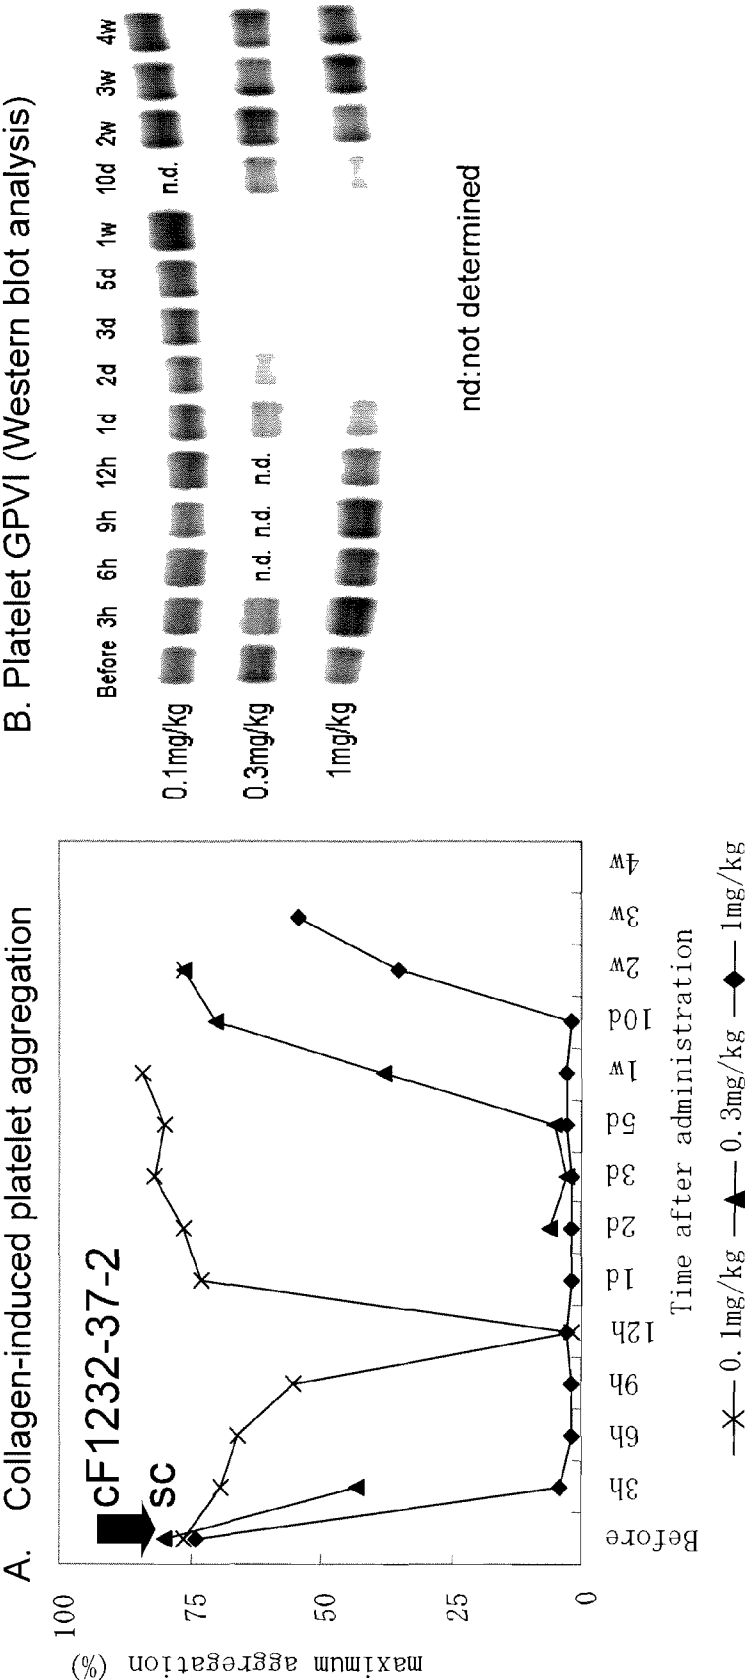 A. Collagen-induced platelet aggregation
cF1232-37-2
sc
100
75
50
25
0
maximum aggregation (%)
Before 3h 6h 9h 12h 1d 2d 3d 5d 1w 10d 2w 3w 4w
Time after administration
0.1mg/kg 0.3mg/kg 1mg/kg
B. Platelet GPVI (Western blot analysis)
Before 3h 6h 9h 12h 1d 2d 3d 5d 1w 10d 2w 3w 4w
0.1mg/kg n.d.
0.3mg/kg n.d. n.d. n.d.
1mg/kg
nd:not determined